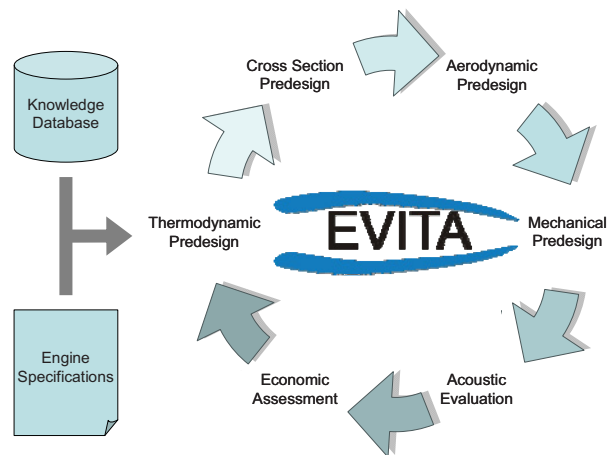 Knowledge
Database
Engine
Specifications
Thermodynamic
Predesign
Cross Section
Predesign
Aerodynamic
Predesign
Mechanical
Predesign
Acoustic
Evaluation
Economic
Assessment
EVITA